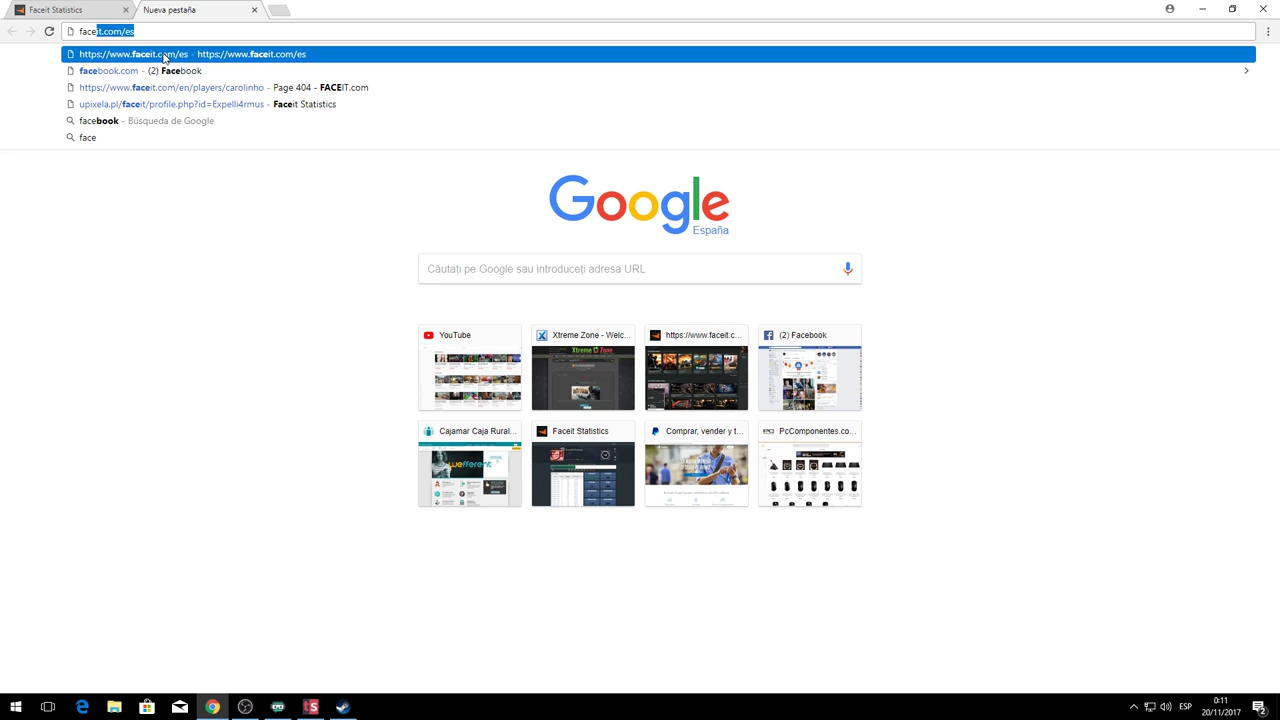 Faceit Statistics
Nueva pestaña
faceit.com/es
https://www.faceit.com/es - https://www.faceit.com/es
facebook.com - (2) Facebook
https://www.faceit.com/en/players/carolinho - Page 404 - FACEIT.com
upixela.pl/faceit/profile.php?id=Expelli4rmus - Faceit Statistics
facebook - Búsqueda de Google
face
Google
España
Căutați pe Google sau introduceți adresa URL
YouTube
Xtreme Zone - Welc...
https://www.faceit.c...
(2) Facebook
Cajamar Caja Rural...
Faceit Statistics
Comprar, vender y t...
PcComponentes.co...
wefferent
ESP
0:11
20/11/2017
2